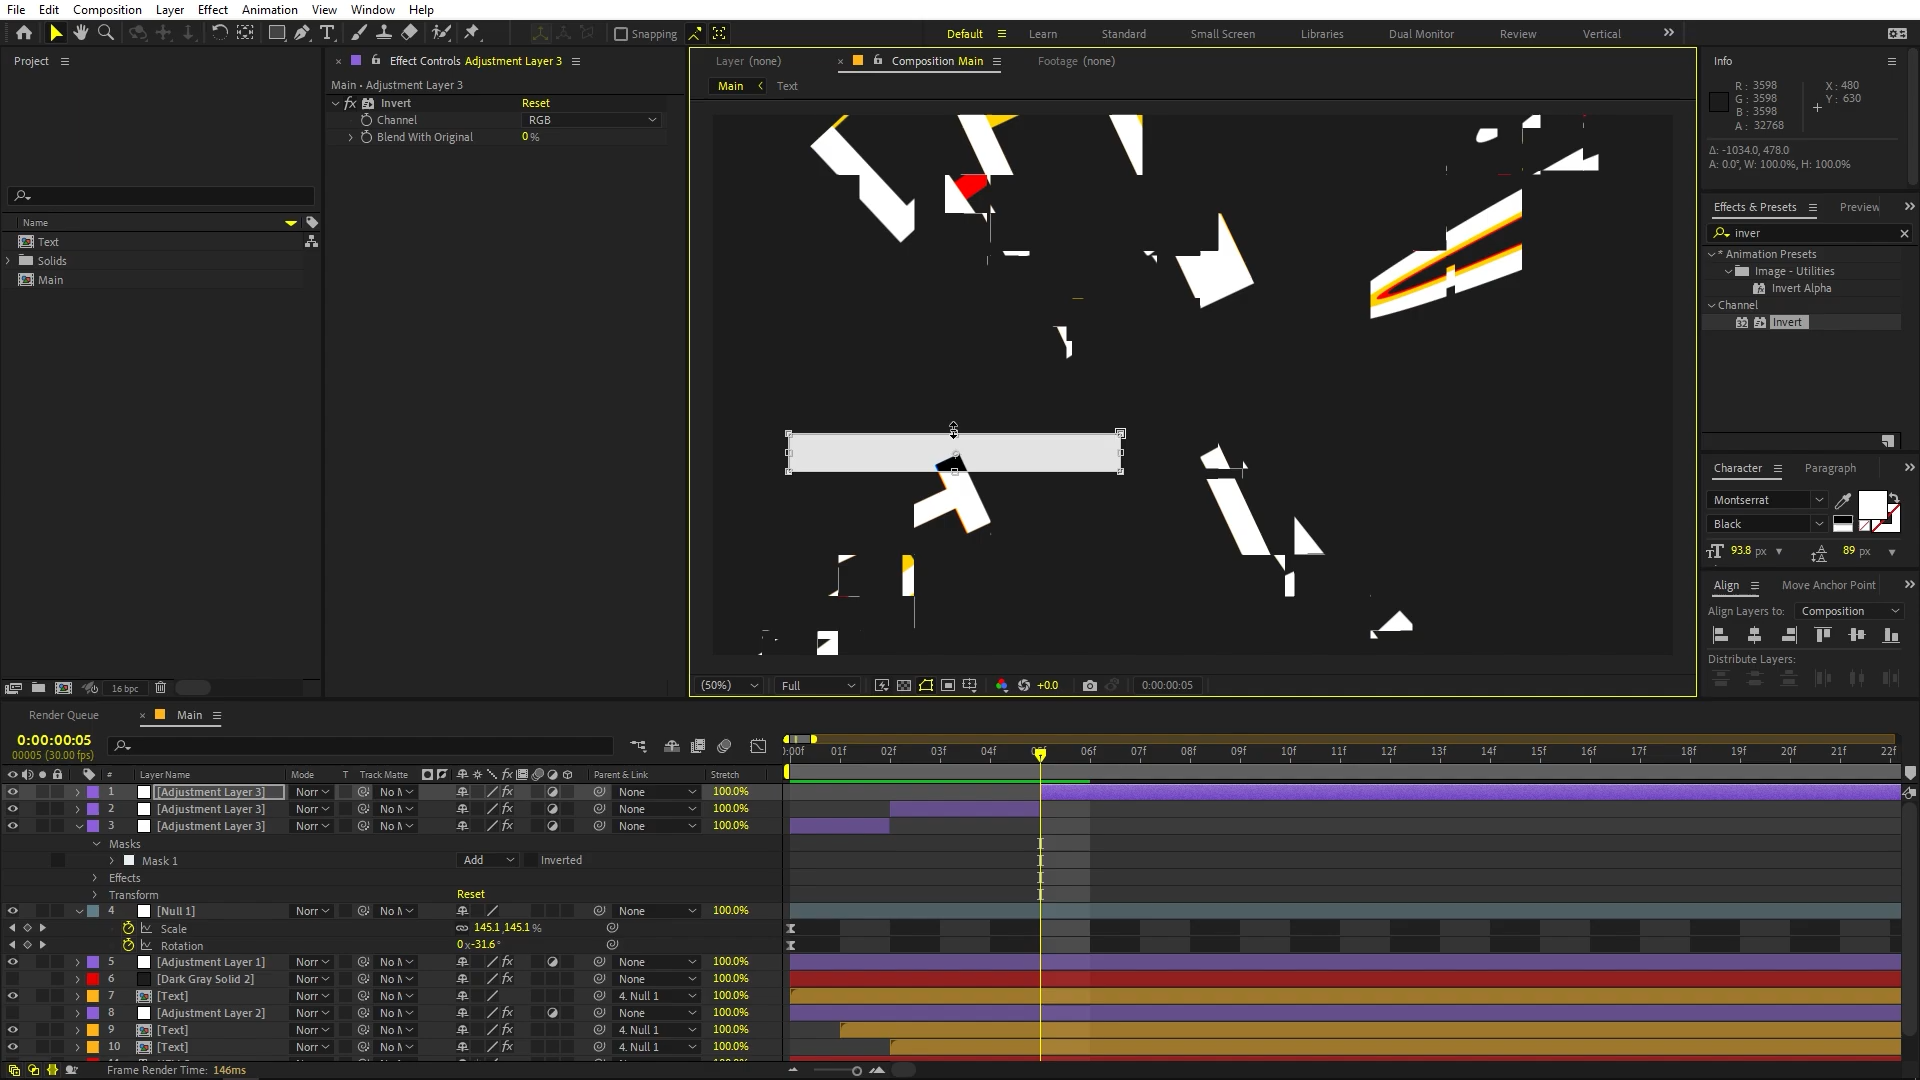 File Edit Composition Layer Effect Animation View Window Help
Snapping
Default Learn Standard Small Screen Libraries Dual Monitor Review Vertical
Project
Name
Text
Solids
Main
16 bpc
Effect Controls Adjustment Layer 3
Main • Adjustment Layer 3
fx Invert Reset
Channel RGB
Blend With Original 0 %
Layer (none)
Composition Main
Footage (none)
Main Text
(50%) Full +0.0 0:00:00:05
Info
R: 3598 X: 480
G: 3598 Y: 630
B: 3598
A: 32768
Δ: -1034.0, 478.0
A: 0.0°, W: 100.0%, H: 100.0%
Effects & Presets Preview
inver
* Animation Presets
Image - Utilities
Invert Alpha
Channel
32 Invert
Character Paragraph
Montserrat
Black
93.8 px 89 px
Align Move Anchor Point
Align Layers to: Composition
Distribute Layers:
Render Queue Main
0:00:00:05
00005 (30.00 fps)
# Layer Name Mode T Track Matte fx Parent & Link Stretch
):00f 01f 02f 03f 04f 05f 06f 07f 08f 09f 10f 11f 12f 13f 14f 15f 16f 17f 18f 19f 20f 21f 22f
1 [Adjustment Layer 3] Norr No M fx None 100.0%
2 [Adjustment Layer 3] Norr No M fx None 100.0%
3 [Adjustment Layer 3] Norr No M fx None 100.0%
Masks
Mask 1 Add Inverted
Effects
Transform Reset
4 [Null 1] Norr No M None 100.0%
Scale 145.1,145.1 %
Rotation 0 x-31.6 °
5 [Adjustment Layer 1] Norr No M fx None 100.0%
6 [Dark Gray Solid 2] Norr No M fx None 100.0%
7 [Text] Norr No M 4. Null 1 100.0%
8 [Adjustment Layer 2] Norr No M fx None 100.0%
9 [Text] Norr No M fx 4. Null 1 100.0%
10 [Text] Norr No M fx 4. Null 1 100.0%
Frame Render Time: 146ms